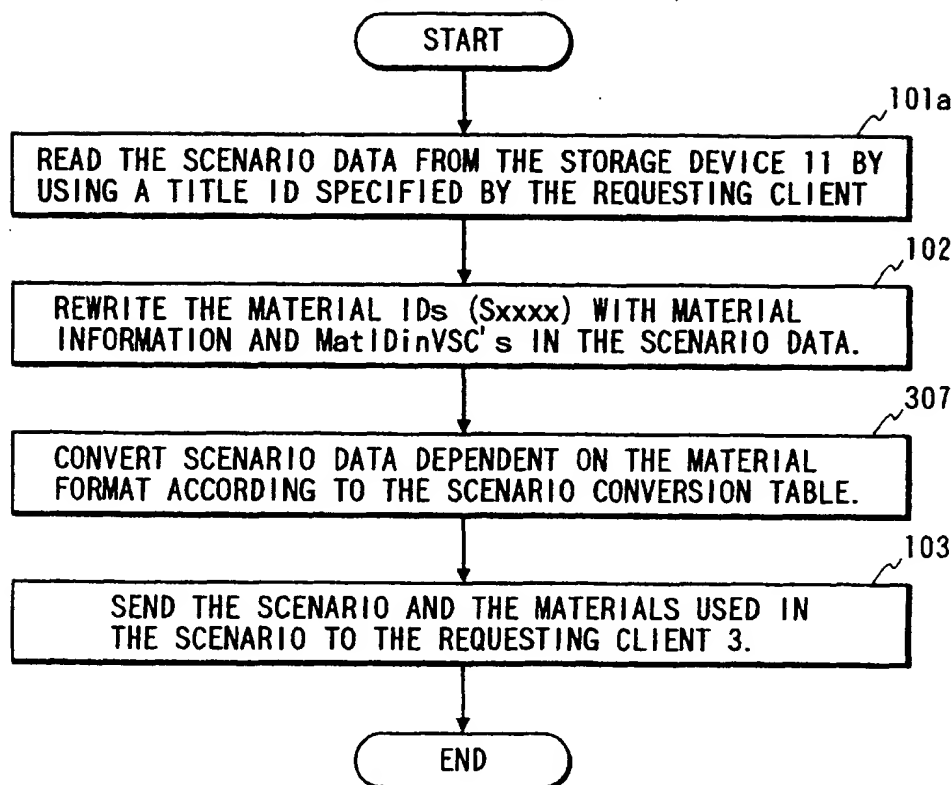 START
101a
READ THE SCENARIO DATA FROM THE STORAGE DEVICE 11 BY
USING A TITLE ID SPECIFIED BY THE REQUESTING CLIENT
102
REWRITE THE MATERIAL IDs (Sxxxx) WITH MATERIAL
INFORMATION AND MatIDinVSC's IN THE SCENARIO DATA.
307
CONVERT SCENARIO DATA DEPENDENT ON THE MATERIAL
FORMAT ACCORDING TO THE SCENARIO CONVERSION TABLE.
103
SEND THE SCENARIO AND THE MATERIALS USED IN
THE SCENARIO TO THE REQUESTING CLIENT 3.
END